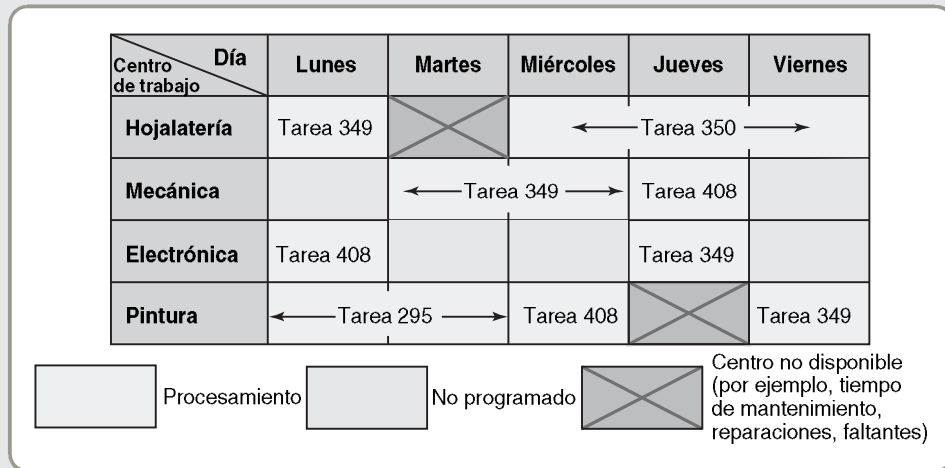 Día
Centro
de trabajo
Lunes
Martes
Miércoles
Jueves
Viernes
Hojalatería
Tarea 349
Tarea 350
Mecánica
Tarea 349
Tarea 408
Electrónica
Tarea 408
Tarea 349
Pintura
Tarea 295
Tarea 408
Tarea 349
Procesamiento
No programado
Centro no disponible
(por ejemplo, tiempo
de mantenimiento,
reparaciones, faltantes)